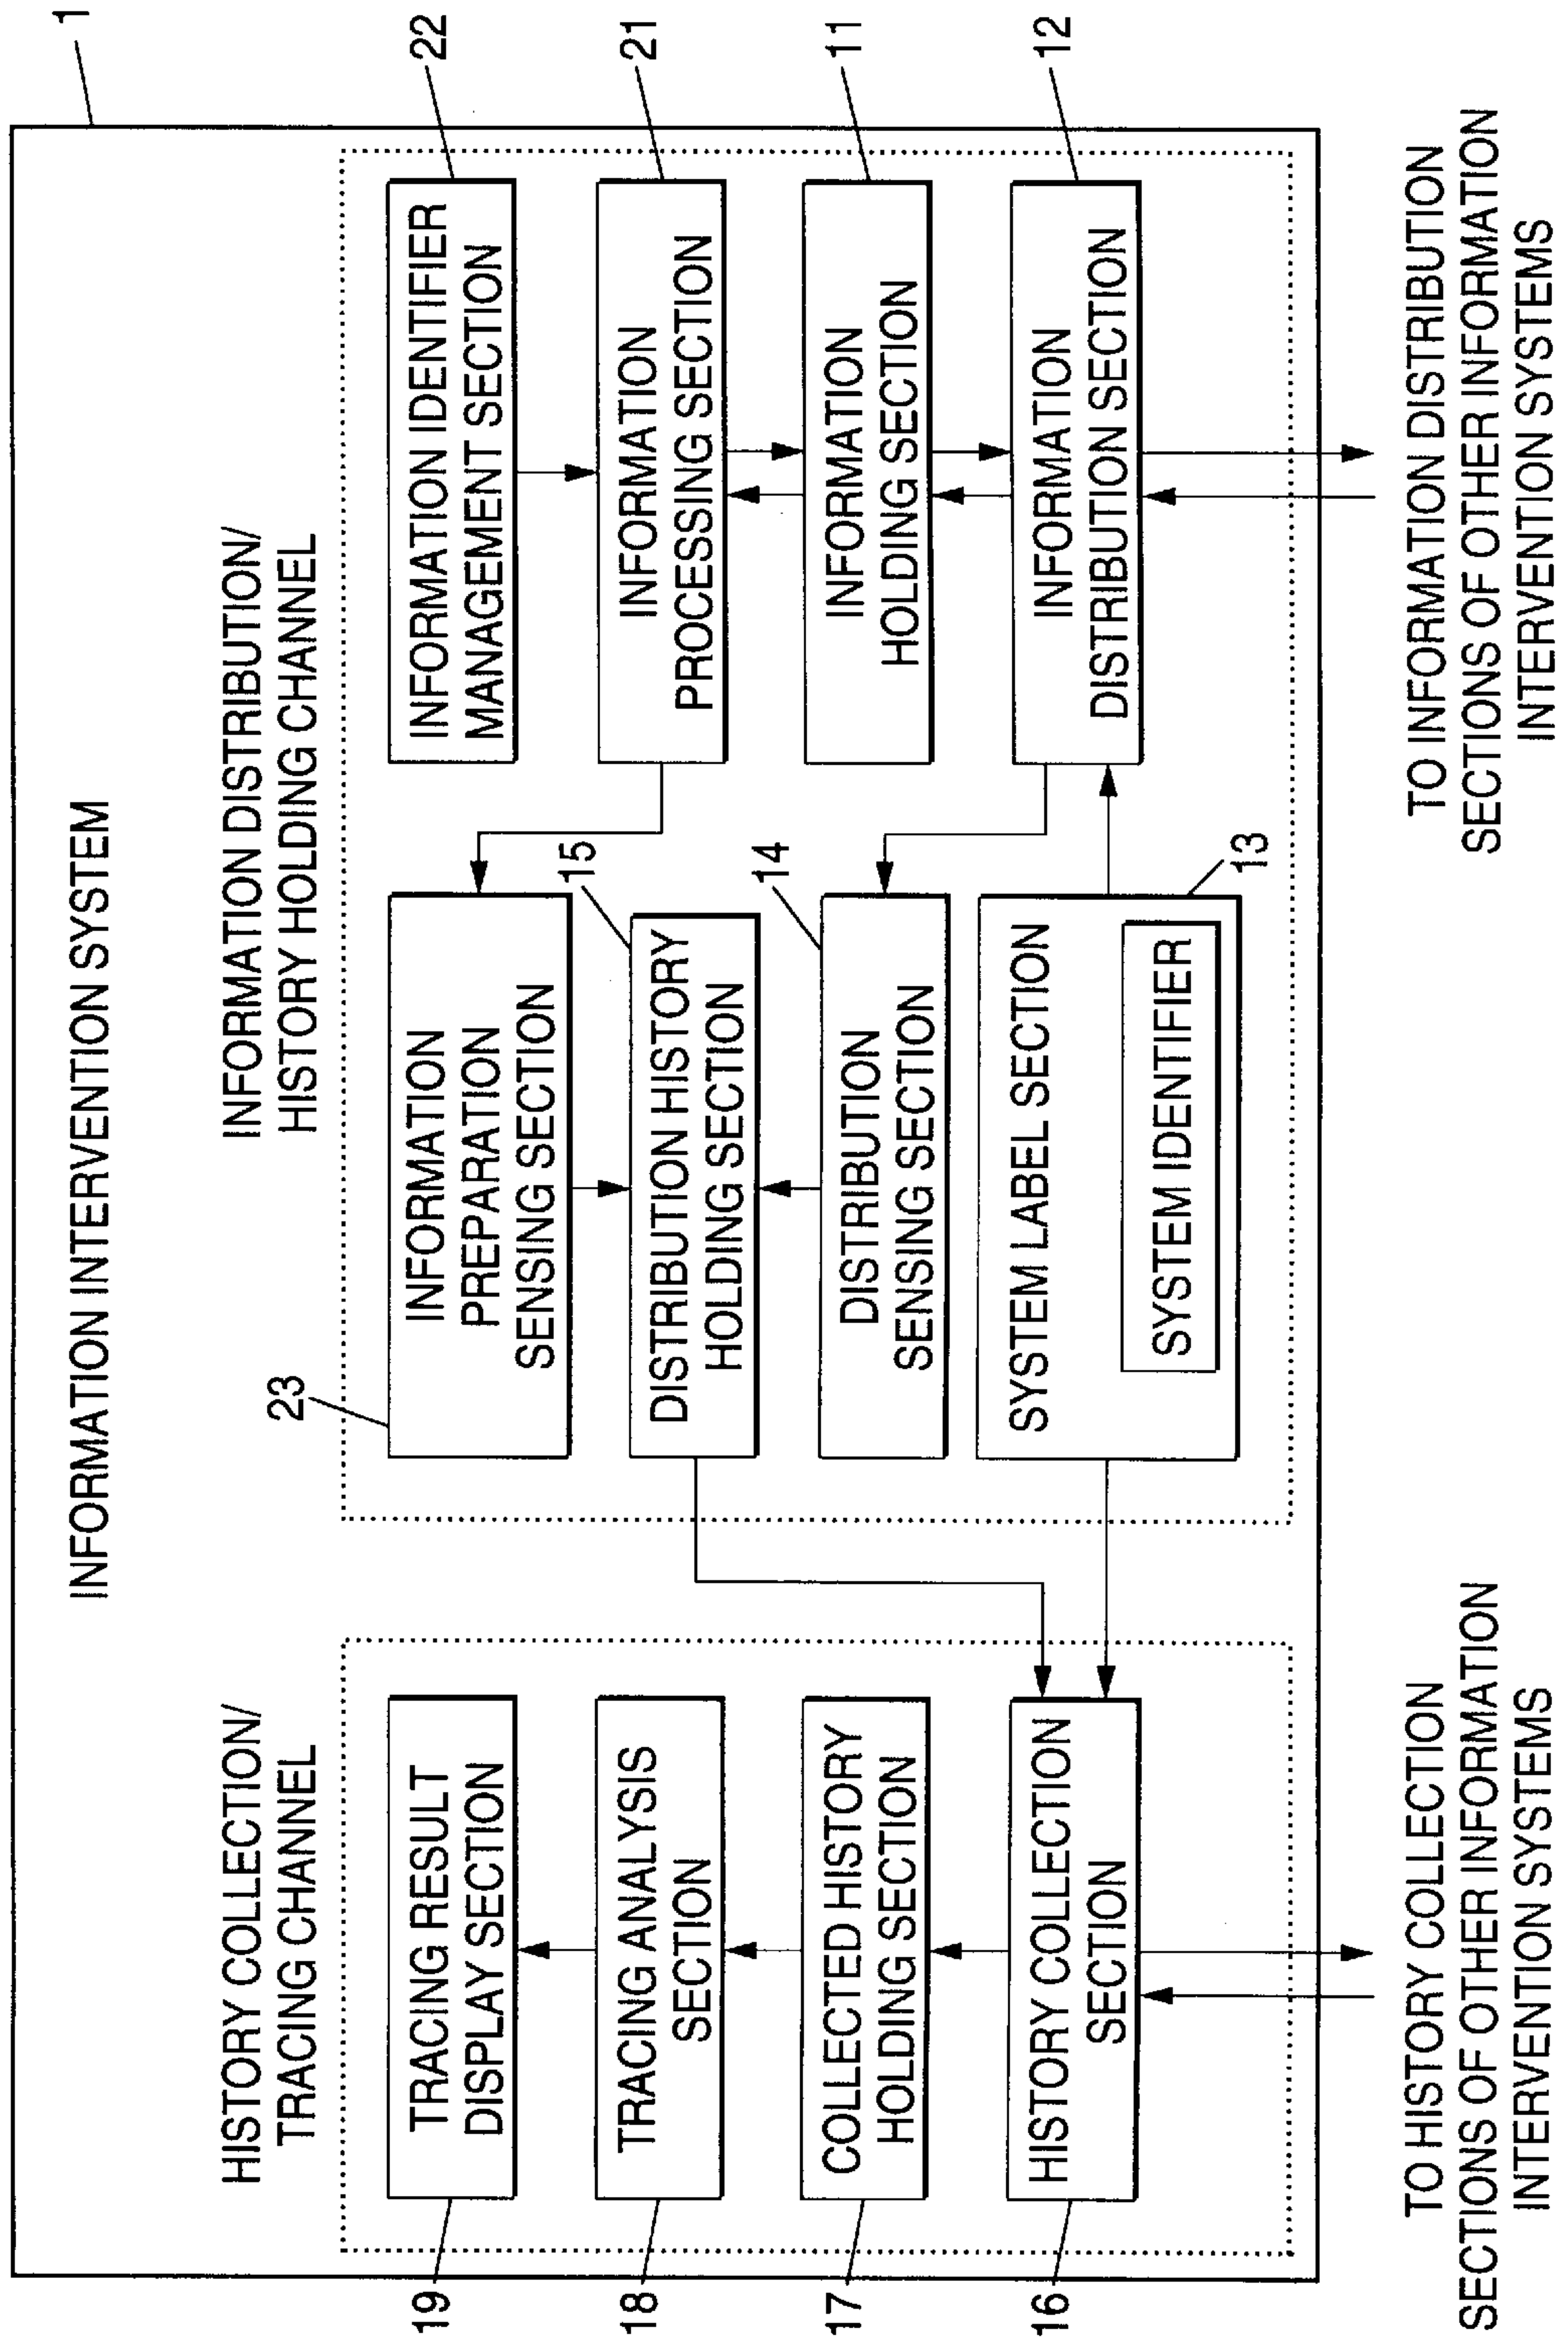 INFORMATION INTERVENTION SYSTEM
1
HISTORY COLLECTION/
TRACING CHANNEL
19
TRACING RESULT
DISPLAY SECTION
18
TRACING ANALYSIS
SECTION
17
COLLECTED HISTORY
HOLDING SECTION
16
HISTORY COLLECTION
SECTION
TO HISTORY COLLECTION
SECTIONS OF OTHER INFORMATION
INTERVENTION SYSTEMS
INFORMATION DISTRIBUTION/
HISTORY HOLDING CHANNEL
23
INFORMATION
PREPARATION
SENSING SECTION
15
DISTRIBUTION HISTORY
HOLDING SECTION
14
DISTRIBUTION
SENSING SECTION
SYSTEM LABEL SECTION
13
SYSTEM IDENTIFIER
22
INFORMATION IDENTIFIER
MANAGEMENT SECTION
21
INFORMATION
PROCESSING SECTION
11
INFORMATION
HOLDING SECTION
12
INFORMATION
DISTRIBUTION SECTION
TO INFORMATION DISTRIBUTION
SECTIONS OF OTHER INFORMATION
INTERVENTION SYSTEMS